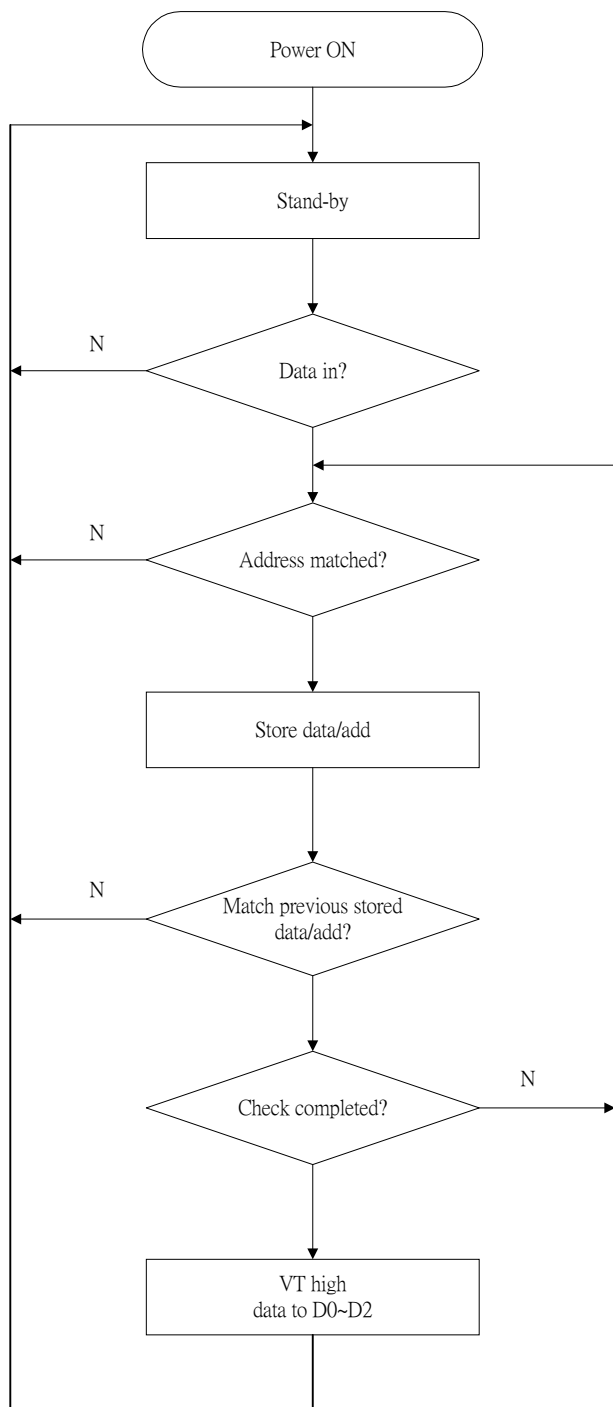 Power ON
Stand-by
N
Data in?
N
Address matched?
Store data/add
N
Match previous stored
data/add?
N
Check completed?
VT high
data to D0~D2